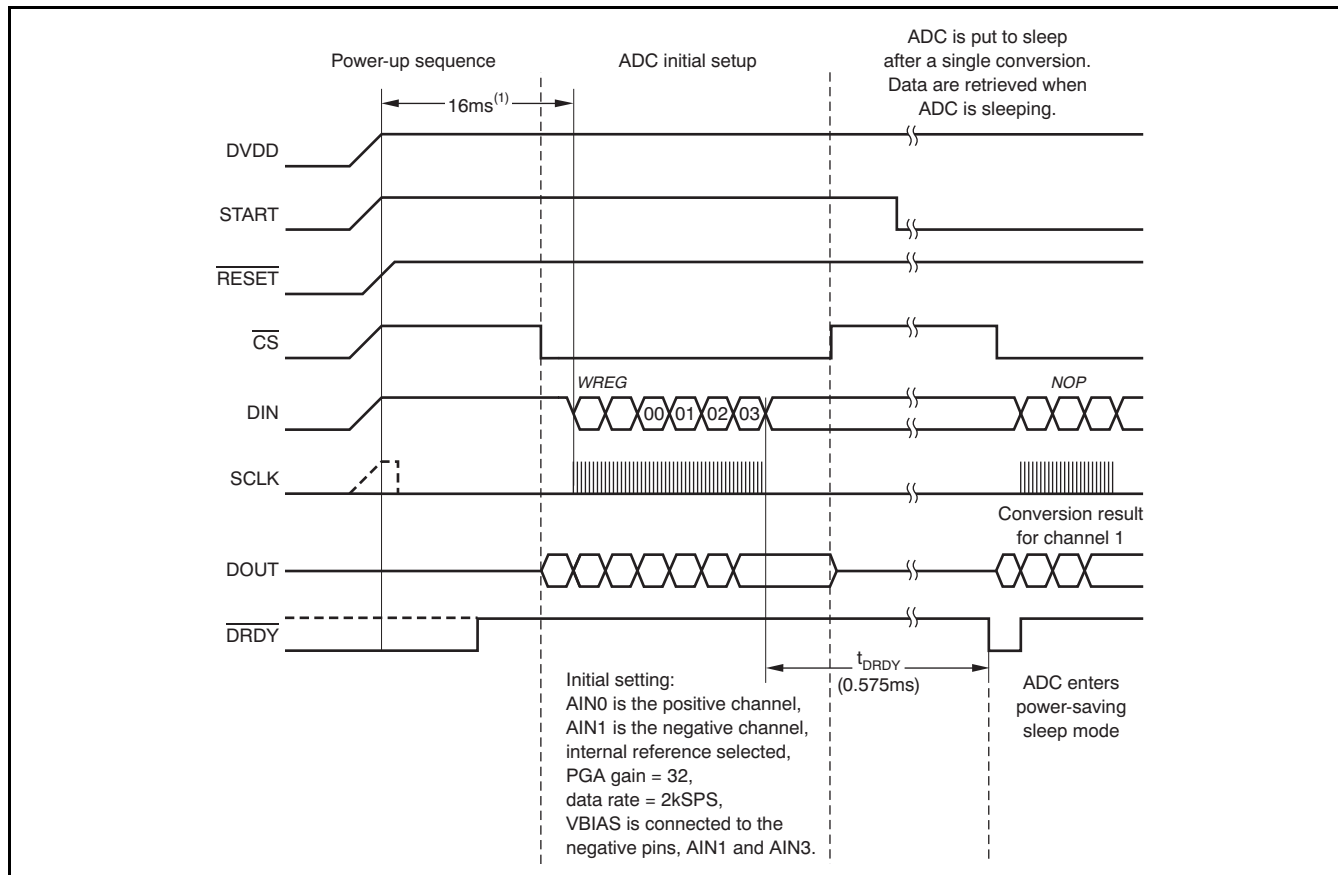 Power-up sequence
ADC initial setup
ADC is put to sleep
after a single conversion.
Data are retrieved when
ADC is sleeping.
16ms(1)
DVDD
START
RESET
CS
WREG
NOP
DIN
00 01 02 03
SCLK
Conversion result
for channel 1
DOUT
DRDY
tDRDY
(0.575ms)
Initial setting:
AIN0 is the positive channel,
AIN1 is the negative channel,
internal reference selected,
PGA gain = 32,
data rate = 2kSPS,
VBIAS is connected to the
negative pins, AIN1 and AIN3.
ADC enters
power-saving
sleep mode